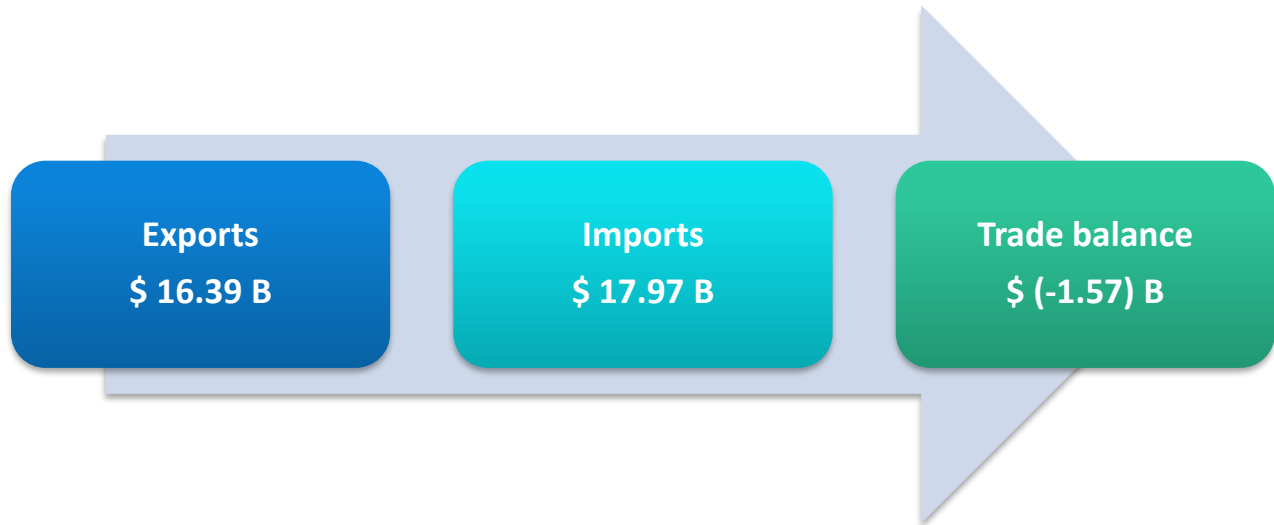 Exports
$ 16.39 B
Imports
$ 17.97 B
Trade balance
$ (-1.57) B